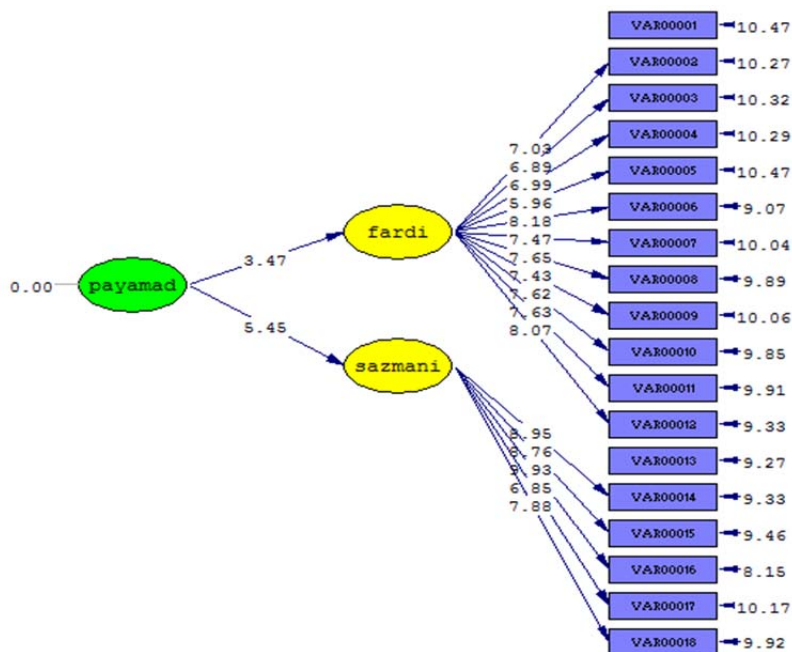 VAR00001 10.47
VAR00002 10.27
VAR00003 10.32
VAR00004 10.29
VAR00005 10.47
VAR00006 9.07
VAR00007 10.04
VAR00008 9.89
VAR00009 10.06
VAR00010 9.85
VAR00011 9.91
VAR00012 9.33
VAR00013 9.27
VAR00014 9.33
VAR00015 9.46
VAR00016 8.15
VAR00017 10.17
VAR00018 9.92
7.03
6.89
6.99
5.96
8.18
7.47
7.65
7.43
7.62
7.63
8.07
fardi
3.47
0.00 payamad
5.45
sazmani
8.76
9.93
6.85
7.88